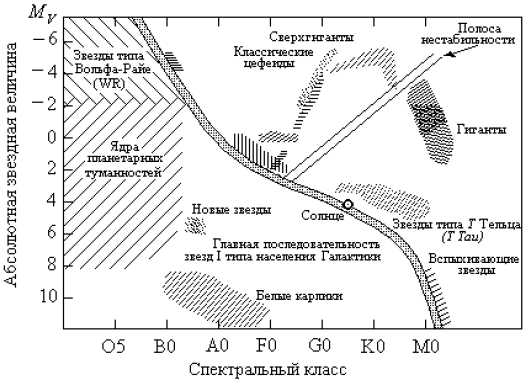 M_V
Сверхгиганты
Полоса
нестабильности
Классические
цефеиды
Звезды типа
Вольфа-Райе
(WR)
Гиганты
Ядра
планетарных
туманностей
Новые звезды
Солнце
Звезды типа T Тельца
(T Tau)
Главная последовательность
звезд I типа населения Галактики
Вспыхивающие
звезды
Белые карлики
Абсолютная звездная величина
−6
−4
−2
0
2
4
6
8
10
O5 B0 A0 F0 G0 K0 M0
Спектральный класс